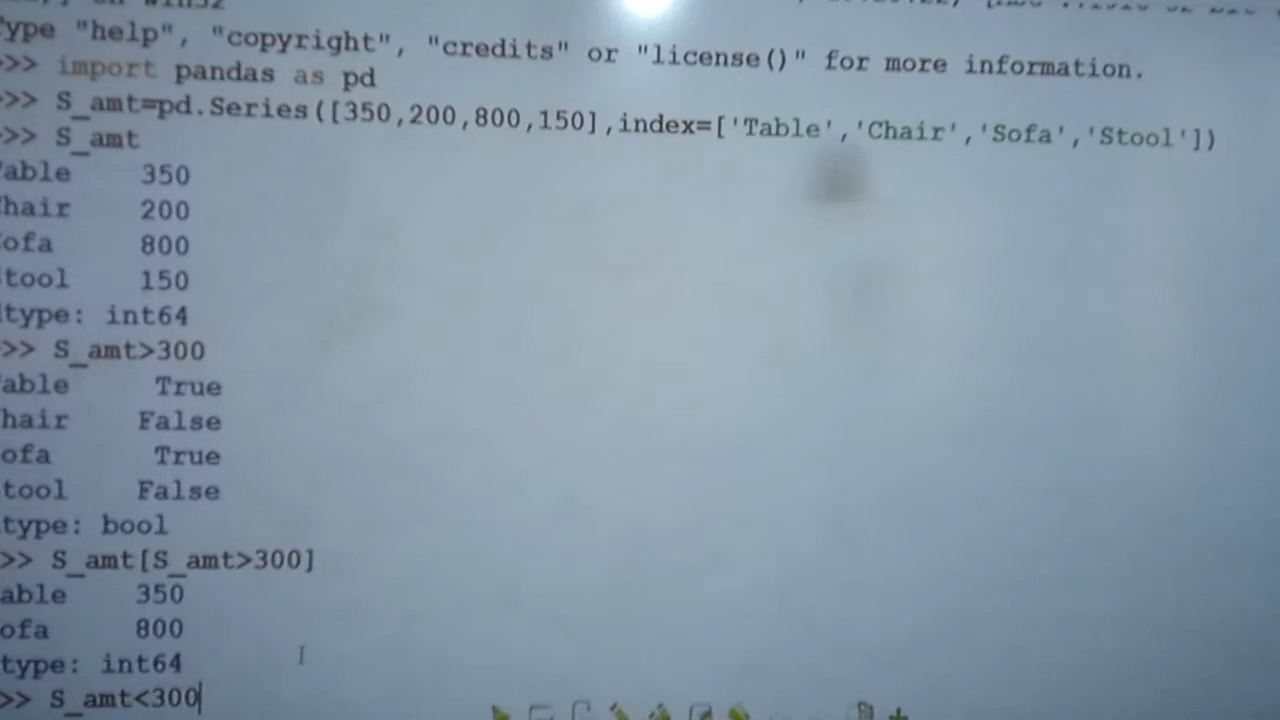 on win32
ype "help", "copyright", "credits" or "license()" for more information.
>>> import pandas as pd
>>> S_amt=pd.Series([350,200,800,150],index=['Table','Chair','Sofa','Stool'])
>>> S_amt
able 350
hair 200
ofa 800
tool 150
type: int64
>>> S_amt>300
able True
hair False
ofa True
tool False
type: bool
>> S_amt[S_amt>300]
able 350
ofa 800
type: int64
>> S_amt<300